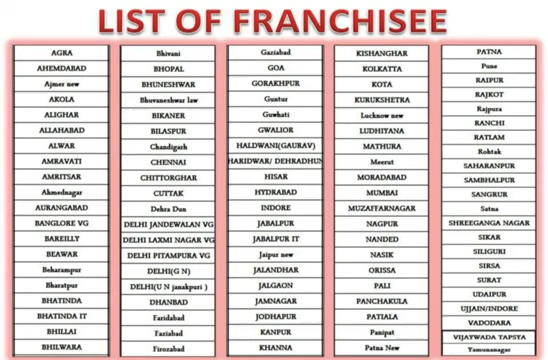 LIST OF FRANCHISEE
AGRA
AHEMDABAD
Ajmer new
AKOLA
ALIGHAR
ALLAHABAD
ALWAR
AMRAVATI
AMRITSAR
Ahmednagar
AURANGABAD
BANGLORE VG
BAREILLY
BEAWAR
Beharampur
Bharatpur
BHATINDA
BHATINDA IT
BHILLAI
BHILWARA
Bhivani
BHOPAL
BHUNESHWAR
Bhuvaneshwar law
BIKANER
BILASPUR
Chandigarh
CHENNAI
CHITTORGHAR
CUTTAK
Dehra Dun
DELHI JANDEWALAN VG
DELHI LAXMI NAGAR VG
DELHI PITAMPURA VG
DELHI(G N)
DELHI(U N janakpuri )
DHANBAD
Faridabad
Faziabad
Firozabad
Gaziabad
GOA
GORAKHPUR
Guntur
Guwhati
GWALIOR
HALDWANI(GAURAV)
HARIDWAR/ DEHRADHUN
HISAR
HYDRABAD
INDORE
JABALPUR
JABALPUR IT
Jaipur new
JALANDHAR
JALGAON
JAMNAGAR
JODHAPUR
KANPUR
KHANNA
KISHANGHAR
KOLKATTA
KOTA
KURUKSHETRA
Lucknow new
LUDHIYANA
MATHURA
Meerut
MORADABAD
MUMBAI
MUZAFFARNAGAR
NAGPUR
NANDED
NASIK
ORISSA
PALI
PANCHAKULA
PATIALA
Panipat
Patna New
PATNA
Pune
RAIPUR
RAJKOT
Rajpura
RANCHI
RATLAM
Rohtak
SAHARANPUR
SAMBHALPUR
SANGRUR
Satna
SHREEGANGA NAGAR
SIKAR
SILIGURI
SIRSA
SURAT
UDAIPUR
UJJAIN/INDORE
VADODARA
VIJAYWADA TAPSTA
Yamunanagar